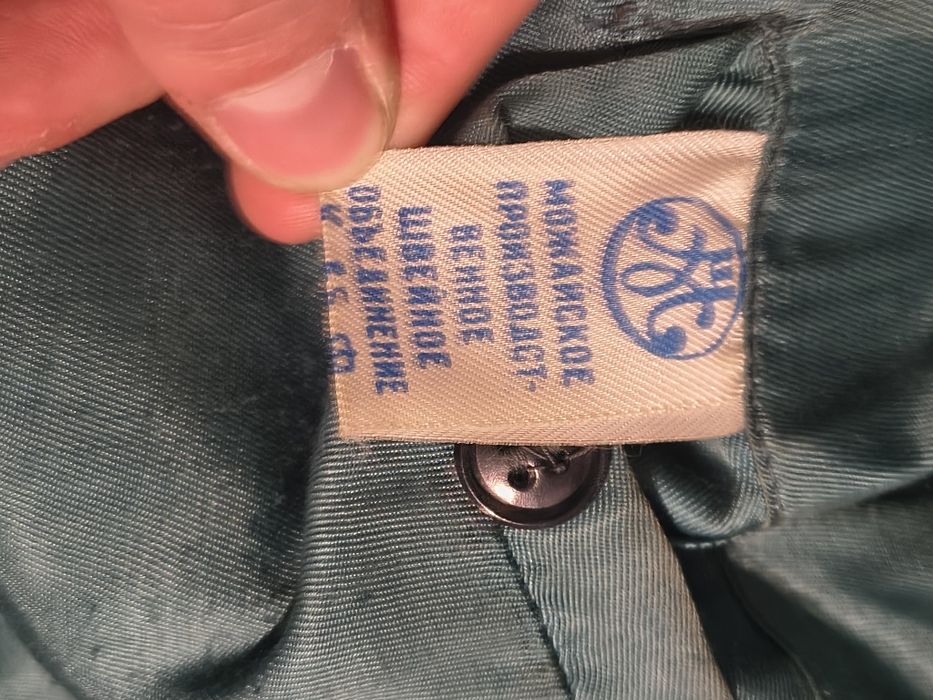 МОЖАЙСКОЕ
ПРОИЗВОДСТ-
ВЕННОЕ
ШВЕЙНОЕ
ОБЪЕДИНЕНИЕ